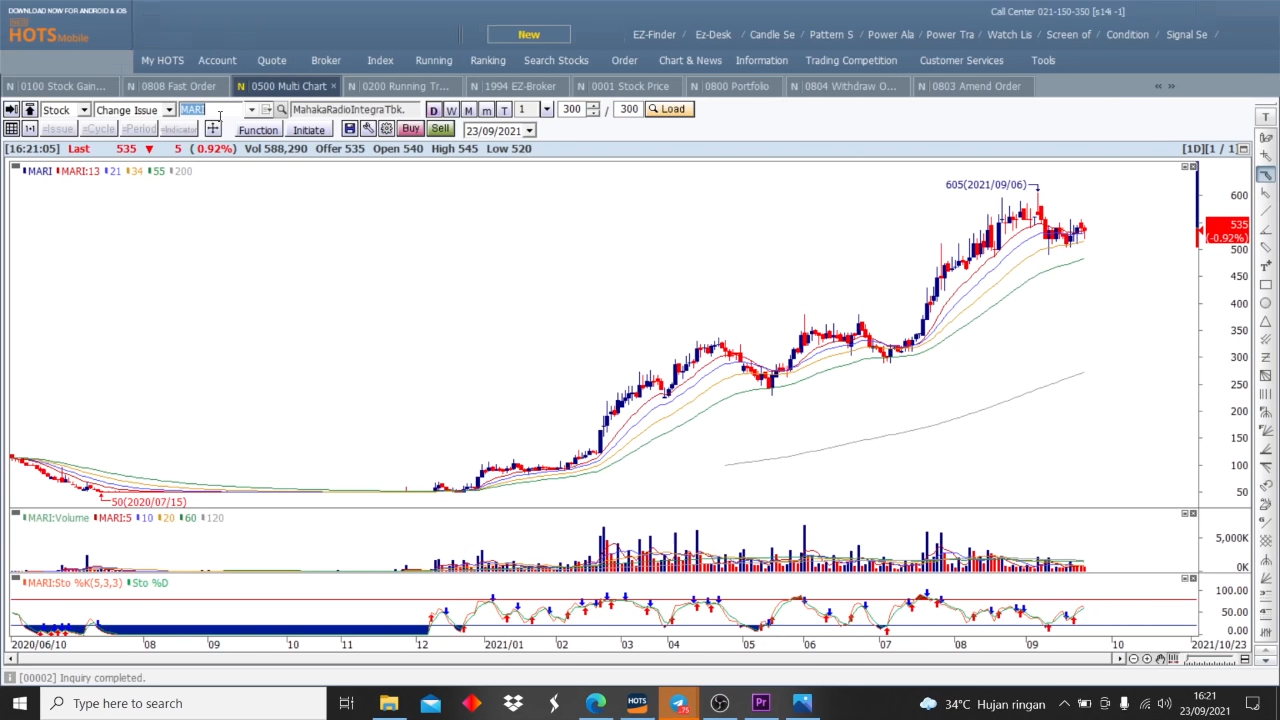 DOWNLOAD NOW FOR ANDROID & iOS
HOTS Mobile
Call Center 021-150-350 [s14i -1]
New
EZ-Finder / Ez-Desk / Candle Se / Pattern S / Power Ala / Power Tra / Watch Lis / Screen of / Condition / Signal Se /
My HOTS Account Quote Broker Index Running Ranking Search Stocks Order Chart & News Information Trading Competition Customer Services Tools
N 0100 Stock Gain... N 0808 Fast Order N 0500 Multi Chart × N 0200 Running Tr... N 1994 EZ-Broker N 0001 Stock Price N 0800 Portfolio N 0804 Withdraw O... N 0803 Amend Order « »
Stock Change Issue MARI MahakaRadioIntegraTbk. D W M m T 1 300 / 300 Load
=Issue =Cycle =Period =Indicator Function Initiate Buy Sell 23/09/2021
[16:21:05] Last 535 ▼ 5 ( 0.92%) Vol 588,290 Offer 535 Open 540 High 545 Low 520 [1D][1 / 1]
MARI MARI:13 21 34 55 200
605(2021/09/06)
600
535
(-0.92%)
500
450
400
350
300
250
200
150
100
50
50(2020/07/15)
MARI:Volume MARI:5 10 20 60 120
5,000K
0K
MARI:Sto %K(5,3,3) Sto %D
100.00
50.00
0.00
2020/06/10 08 09 10 11 12 2021/01 02 03 04 05 06 07 08 09 10 2021/10/23
[00002] Inquiry completed.
Type here to search
HOTS
75
Pr
34°C Hujan ringan
16:21
23/09/2021